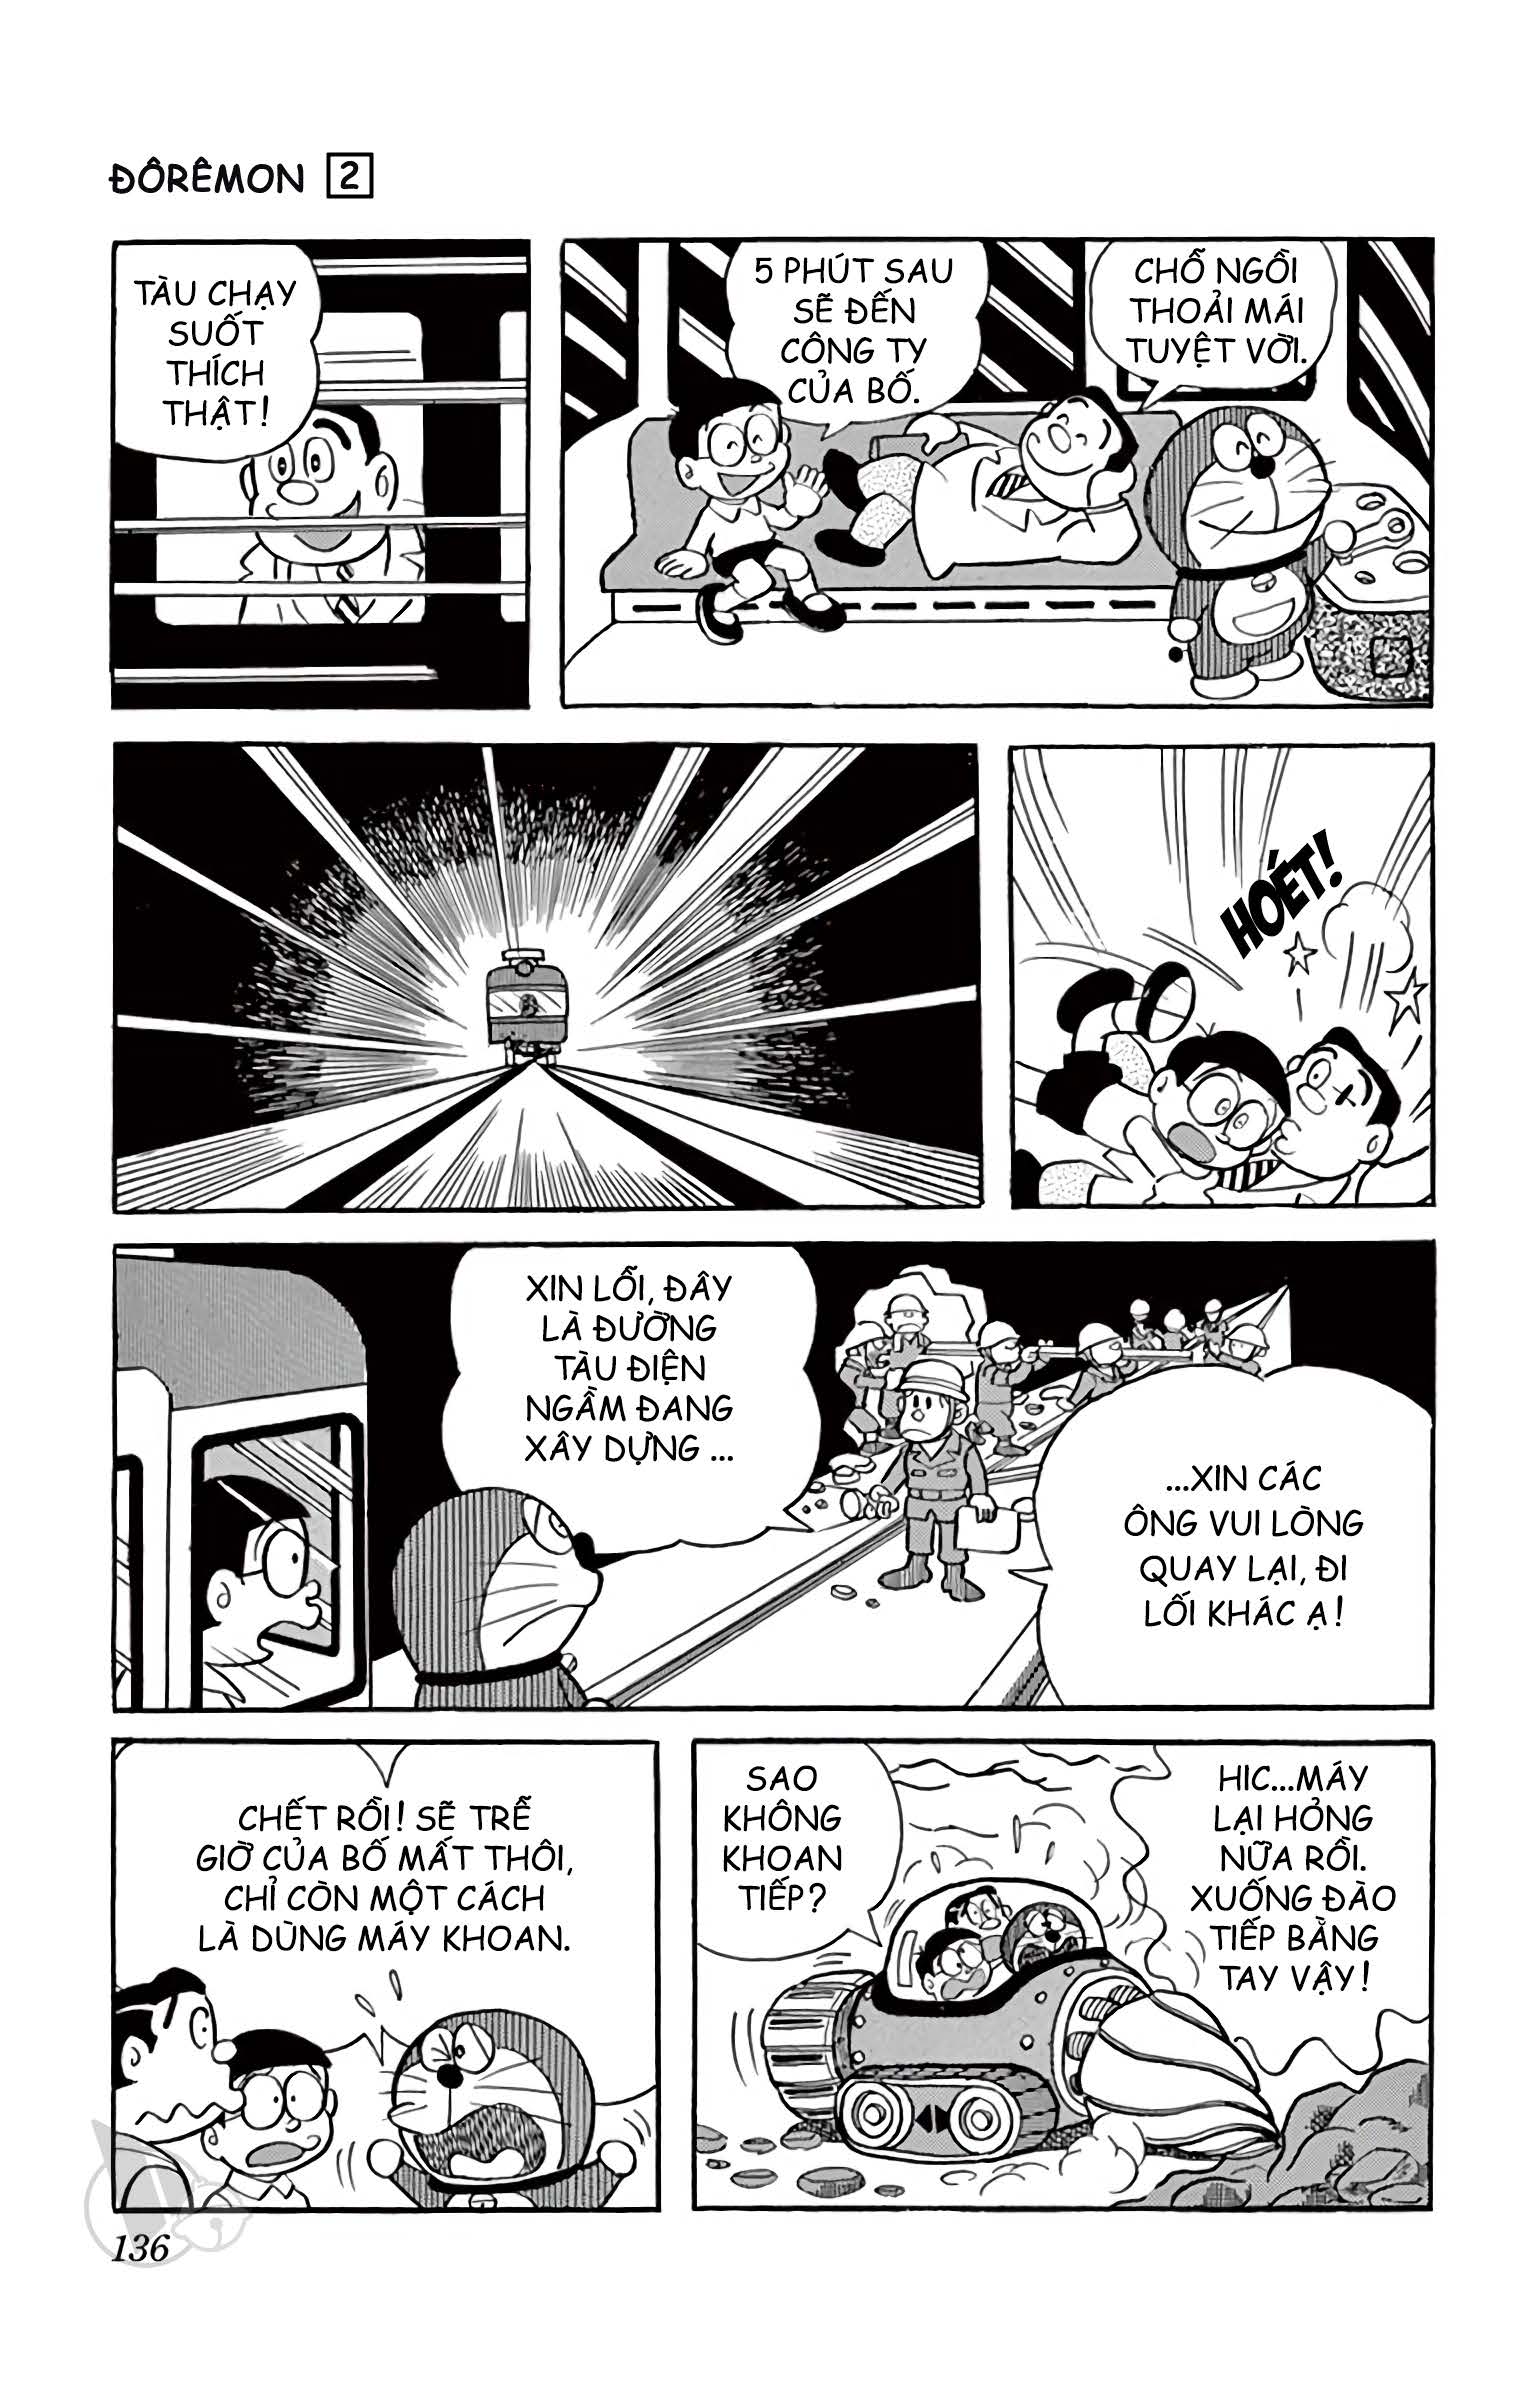 ĐÔRÊMON 2
TÀU CHẠY
SUỐT
THÍCH
THẬT!
5 PHÚT SAU
SẼ ĐẾN
CÔNG TY
CỦA BỐ.
CHỖ NGỒI
THOẢI MÁI
TUYỆT VỜI.
HOÉT!
XIN LỖI, ĐÂY
LÀ ĐƯỜNG
TÀU ĐIỆN
NGẦM ĐANG
XÂY DỰNG ...
...XIN CÁC
ÔNG VUI LÒNG
QUAY LẠI, ĐI
LỐI KHÁC Ạ!
CHẾT RỒI! SẼ TRỄ
GIỜ CỦA BỐ MẤT THÔI,
CHỈ CÒN MỘT CÁCH
LÀ DÙNG MÁY KHOAN.
SAO
KHÔNG
KHOAN
TIẾP?
HIC...MÁY
LẠI HỎNG
NỮA RỒI.
XUỐNG ĐÀO
TIẾP BẰNG
TAY VẬY!
136